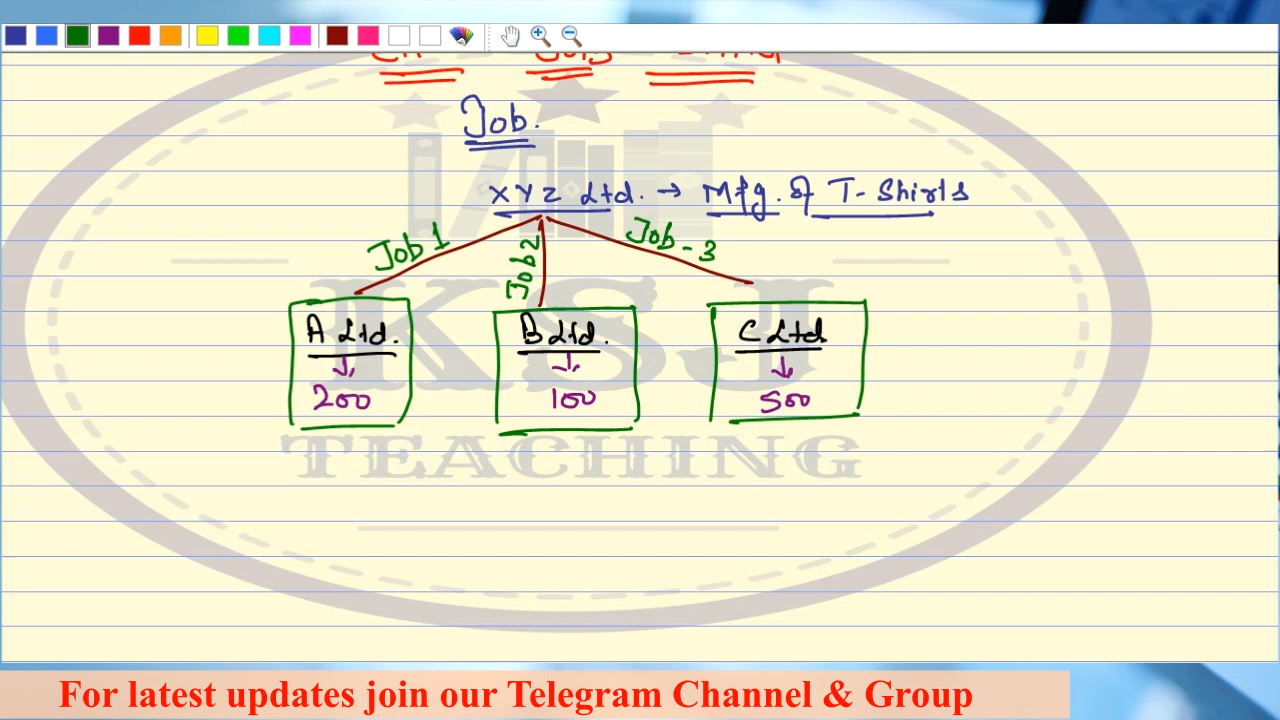 Job.
XYZ Ltd. → Mfg. of T-Shirts
Job 1
Job 2
Job - 3
A Ltd.
B Ltd.
C Ltd
200
100
500
KSJ
TEACHING
For latest updates join our Telegram Channel & Group